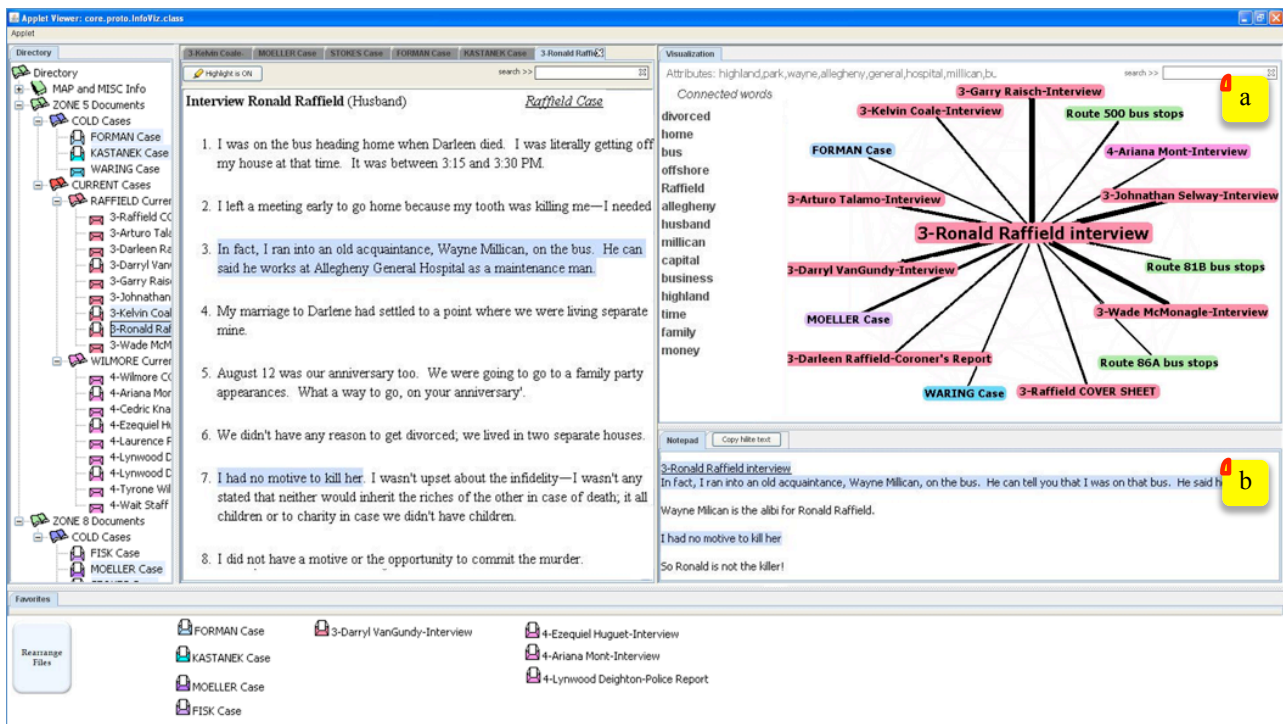 Applet Viewer: core.proto.InfoViz.class
Applet
Directory
Directory
MAP and MISC Info
ZONE 5 Documents
COLD Cases
FORMAN Case
KASTANEK Case
WARING Case
CURRENT Cases
RAFFIELD Curren
3-Raffield CO
3-Arturo Tala
3-Darleen Ra
3-Darryl Van
3-Garry Rais
3-Johnathan
3-Kelvin Coal
3-Ronald Raf
3-Wade McM
WILMORE Curren
4-Wilmore CO
4-Ariana Mon
4-Cedric Kna
4-Ezequiel Hu
4-Laurence P
4-Lynwood D
4-Lynwood D
4-Tyrone Wil
4-Wait Staff
ZONE 8 Documents
COLD Cases
FISK Case
MOELLER Case
3-Kelvin Coale-
MOELLER Case
STOKES Case
FORMAN Case
KASTANEK Case
3-Ronald Raffie
Highlight is ON
search >>
Interview Ronald Raffield (Husband)
Raffield Case
1. I was on the bus heading home when Darleen died. I was literally getting off
my house at that time. It was between 3:15 and 3:30 PM.
2. I left a meeting early to go home because my tooth was killing me—I needed
3. In fact, I ran into an old acquaintance, Wayne Millican, on the bus. He can
said he works at Allegheny General Hospital as a maintenance man.
4. My marriage to Darlene had settled to a point where we were living separate
mine.
5. August 12 was our anniversary too. We were going to go to a family party
appearances. What a way to go, on your anniversary'.
6. We didn't have any reason to get divorced; we lived in two separate houses.
7. I had no motive to kill her. I wasn't upset about the infidelity—I wasn't any
stated that neither would inherit the riches of the other in case of death; it all
children or to charity in case we didn't have children.
8. I did not have a motive or the opportunity to commit the murder.
Visualization
Attributes: highland,park,wayne,allegheny,general,hospital,millican,bu..
search >>
a
Connected words
divorced
home
bus
offshore
Raffield
allegheny
husband
millican
capital
business
highland
time
family
money
3-Garry Raisch-Interview
3-Kelvin Coale-Interview
Route 500 bus stops
FORMAN Case
4-Ariana Mont-Interview
3-Arturo Talamo-Interview
3-Johnathan Selway-Interview
3-Ronald Raffield interview
3-Darryl VanGundy-Interview
Route 81B bus stops
MOELLER Case
3-Wade McMonagle-Interview
3-Darleen Raffield-Coroner's Report
Route 86A bus stops
WARING Case
3-Raffield COVER SHEET
Notepad
Copy hilite text
b
3-Ronald Raffield interview
In fact, I ran into an old acquaintance, Wayne Millican, on the bus. He can tell you that I was on that bus. He said he
Wayne Milican is the alibi for Ronald Raffield.
I had no motive to kill her
So Ronald is not the killer!
Favorites
Rearrange
Files
FORMAN Case
KASTANEK Case
MOELLER Case
FISK Case
3-Darryl VanGundy-Interview
4-Ezequiel Huguet-Interview
4-Ariana Mont-Interview
4-Lynwood Deighton-Police Report